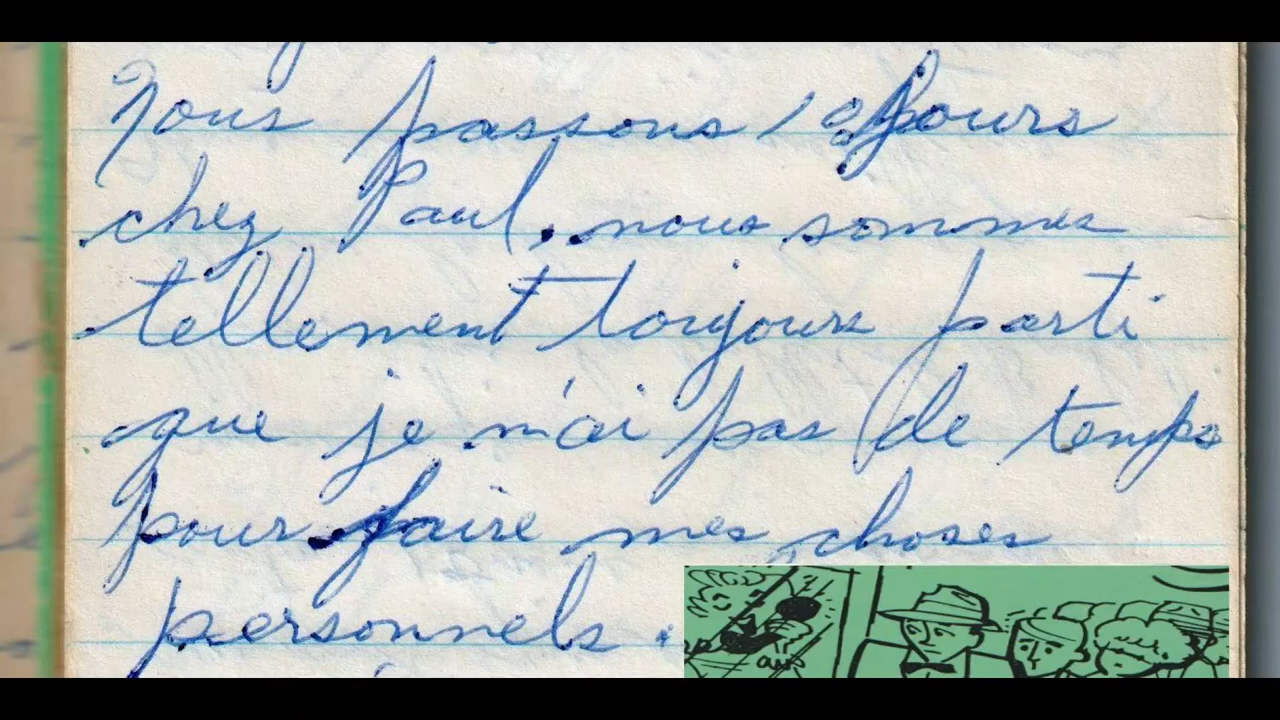 Nous passons jours
chez Paul, nous sommes
tellement toujours parti
que je n'ai pas de temps
pour faire mes choses
personnels.